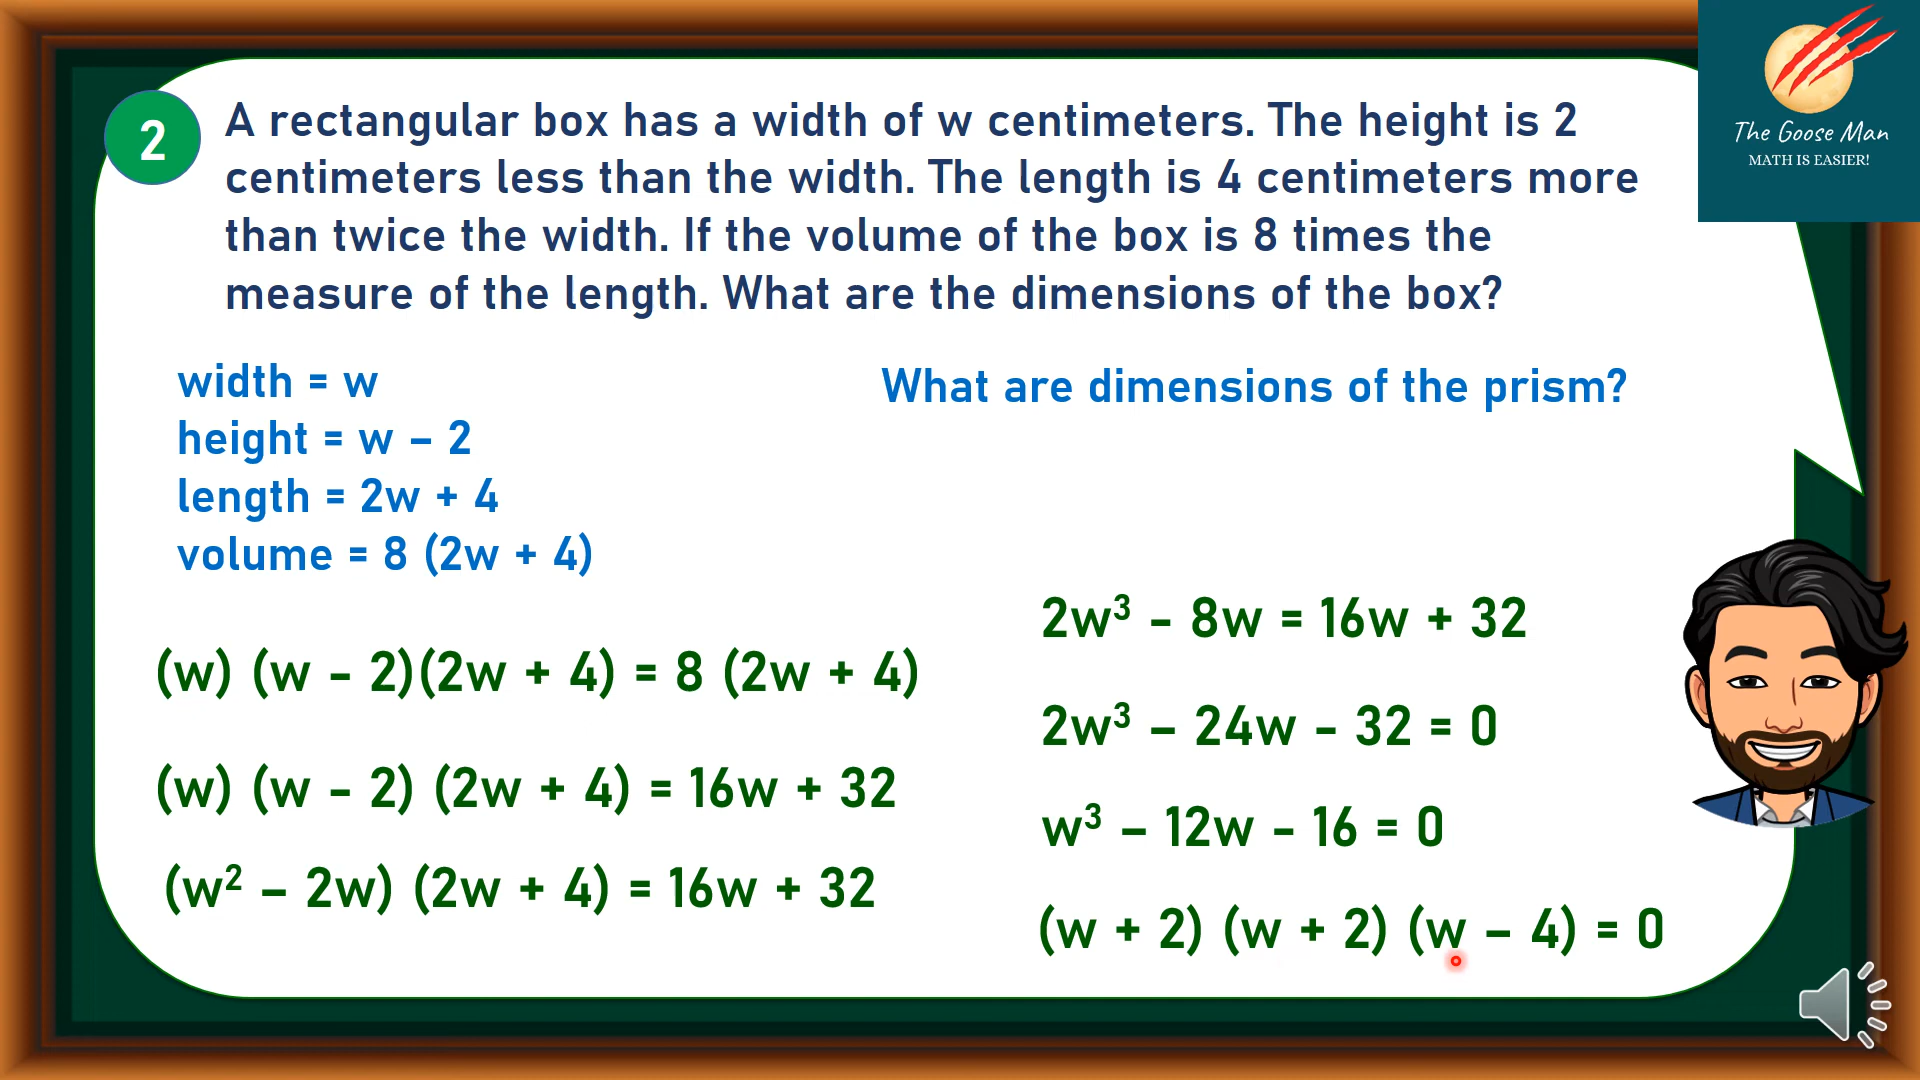 The Goose Man
MATH IS EASIER!
2
A rectangular box has a width of w centimeters. The height is 2
centimeters less than the width. The length is 4 centimeters more
than twice the width. If the volume of the box is 8 times the
measure of the length. What are the dimensions of the box?
width = w
height = w – 2
length = 2w + 4
volume = 8 (2w + 4)
What are dimensions of the prism?
(w) (w - 2)(2w + 4) = 8 (2w + 4)
(w) (w - 2) (2w + 4) = 16w + 32
(w² – 2w) (2w + 4) = 16w + 32
2w³ - 8w = 16w + 32
2w³ – 24w - 32 = 0
w³ – 12w - 16 = 0
(w + 2) (w + 2) (w – 4) = 0